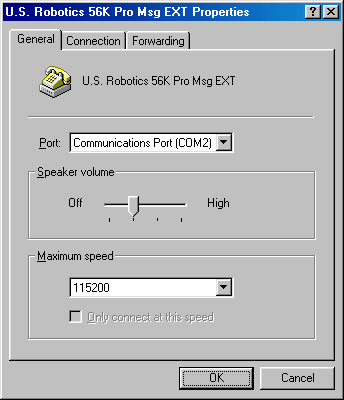 U.S. Robotics 56K Pro Msg EXT Properties
General Connection Forwarding
U.S. Robotics 56K Pro Msg EXT
Port: Communications Port (COM2)
Speaker volume
Off High
Maximum speed
115200
Only connect at this speed
OK Cancel